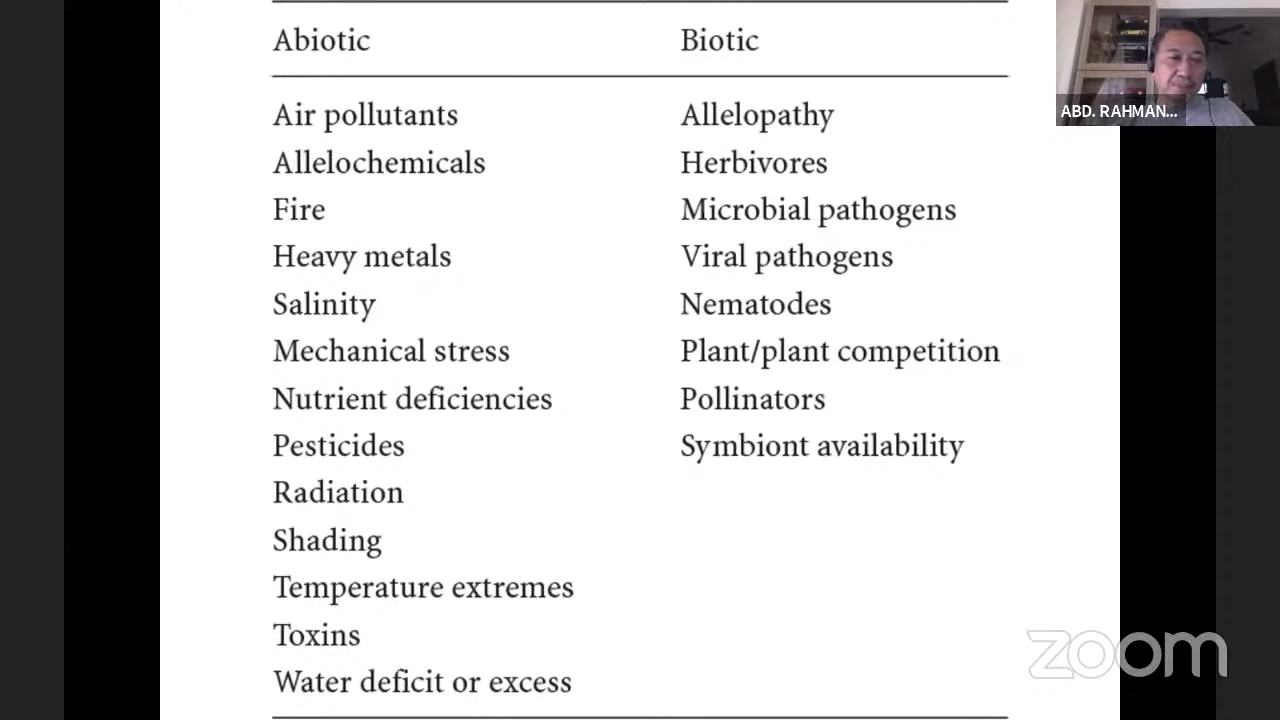 Abiotic Biotic
Air pollutants Allelopathy
Allelochemicals Herbivores
Fire Microbial pathogens
Heavy metals Viral pathogens
Salinity Nematodes
Mechanical stress Plant/plant competition
Nutrient deficiencies Pollinators
Pesticides Symbiont availability
Radiation
Shading
Temperature extremes
Toxins
Water deficit or excess
ABD. RAHMAN...
zoom